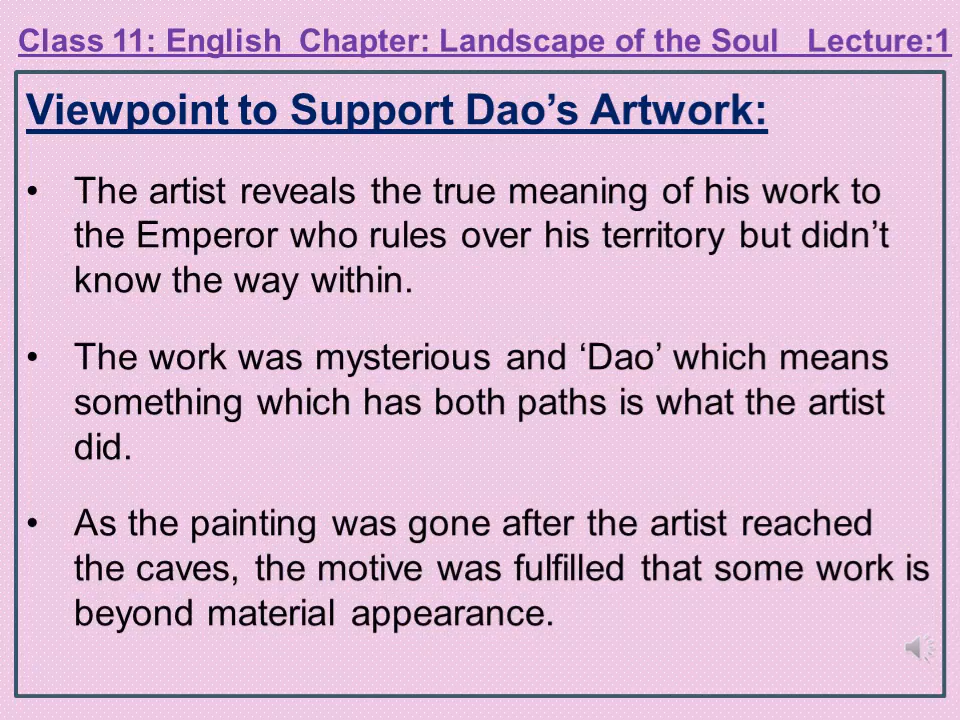 Class 11: English  Chapter: Landscape of the Soul   Lecture:1
Viewpoint to Support Dao’s Artwork:
• The artist reveals the true meaning of his work to
the Emperor who rules over his territory but didn’t
know the way within.
• The work was mysterious and ‘Dao’ which means
something which has both paths is what the artist
did.
• As the painting was gone after the artist reached
the caves, the motive was fulfilled that some work is
beyond material appearance.